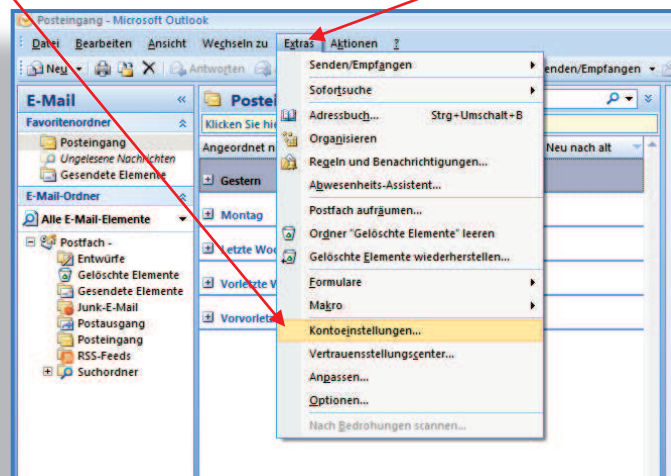 Posteingang - Microsoft Outlook
Datei Bearbeiten Ansicht Wechseln zu Extras Aktionen ?
Neu Antworten enden/Empfangen
E-Mail
Favoritenordner
Posteingang
Ungelesene Nachrichten
Gesendete Elemente
E-Mail-Ordner
Alle E-Mail-Elemente
Postfach -
Entwürfe
Gelöschte Elemente
Gesendete Elemente
Junk-E-Mail
Postausgang
Posteingang
RSS-Feeds
Suchordner
Postei
Klicken Sie hie
Angeordnet n Neu nach alt
Gestern
Montag
Letzte Woc
Vorletzte W
Vorvorletz
Senden/Empfangen
Sofortsuche
Adressbuch... Strg+Umschalt+B
Organisieren
Regeln und Benachrichtigungen...
Abwesenheits-Assistent...
Postfach aufräumen...
Ordner "Gelöschte Elemente" leeren
Gelöschte Elemente wiederherstellen...
Formulare
Makro
Kontoeinstellungen...
Vertrauensstellungscenter...
Anpassen...
Optionen...
Nach Bedrohungen scannen...